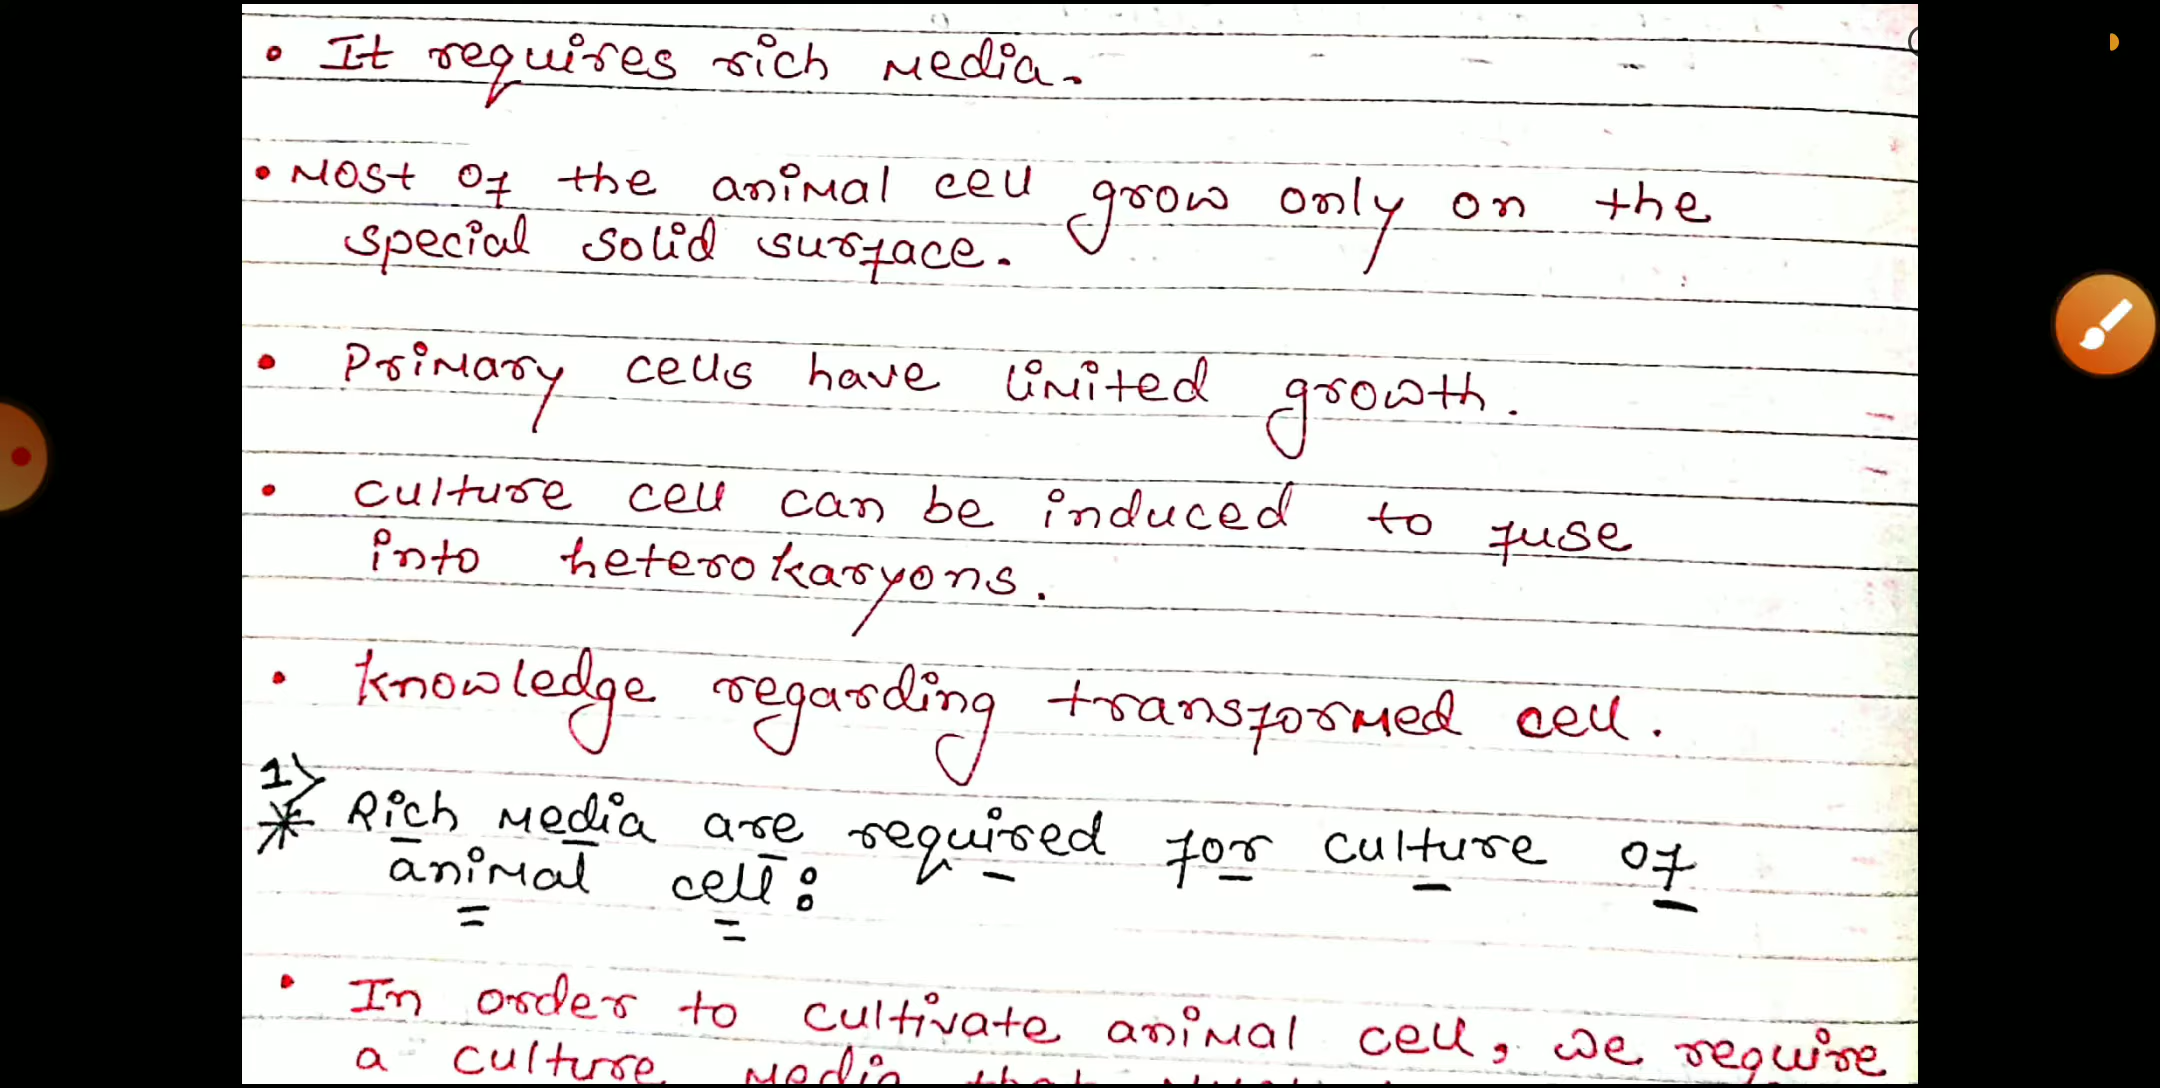 • It requires rich media.
• Most of the animal cell grow only on the
special solid surface.
• Primary cells have limited growth.
• culture cell can be induced to fuse
into heterokaryons.
• knowledge regarding transformed cell.
1>
* Rich media are required for culture of
animal cell:
• In order to cultivate animal cell, we require
a culture media that